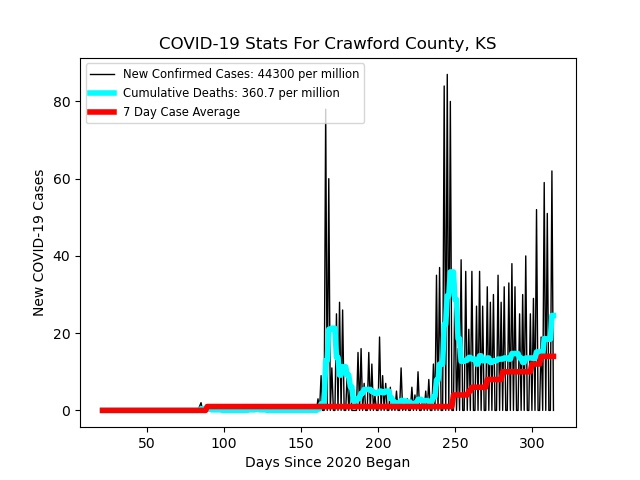 COVID-19 Stats For Crawford County, KS
New Confirmed Cases: 44300 per million
Cumulative Deaths: 360.7 per million
7 Day Case Average
New COVID-19 Cases
80
60
40
20
0
50 100 150 200 250 300
Days Since 2020 Began